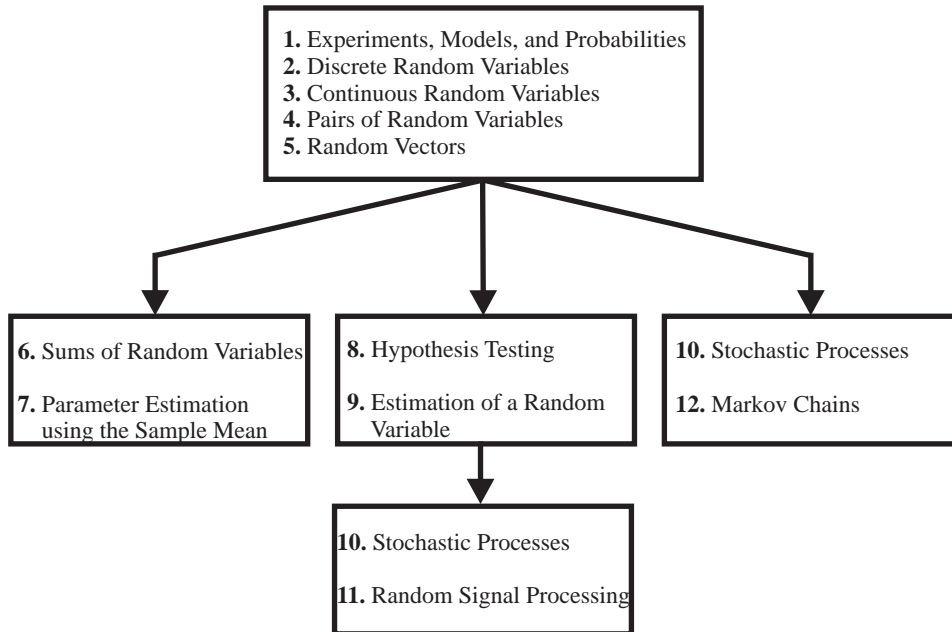 1. Experiments, Models, and Probabilities
2. Discrete Random Variables
3. Continuous Random Variables
4. Pairs of Random Variables
5. Random Vectors
6. Sums of Random Variables
7. Parameter Estimation
using the Sample Mean
8. Hypothesis Testing
9. Estimation of a Random
Variable
10. Stochastic Processes
12. Markov Chains
10. Stochastic Processes
11. Random Signal Processing